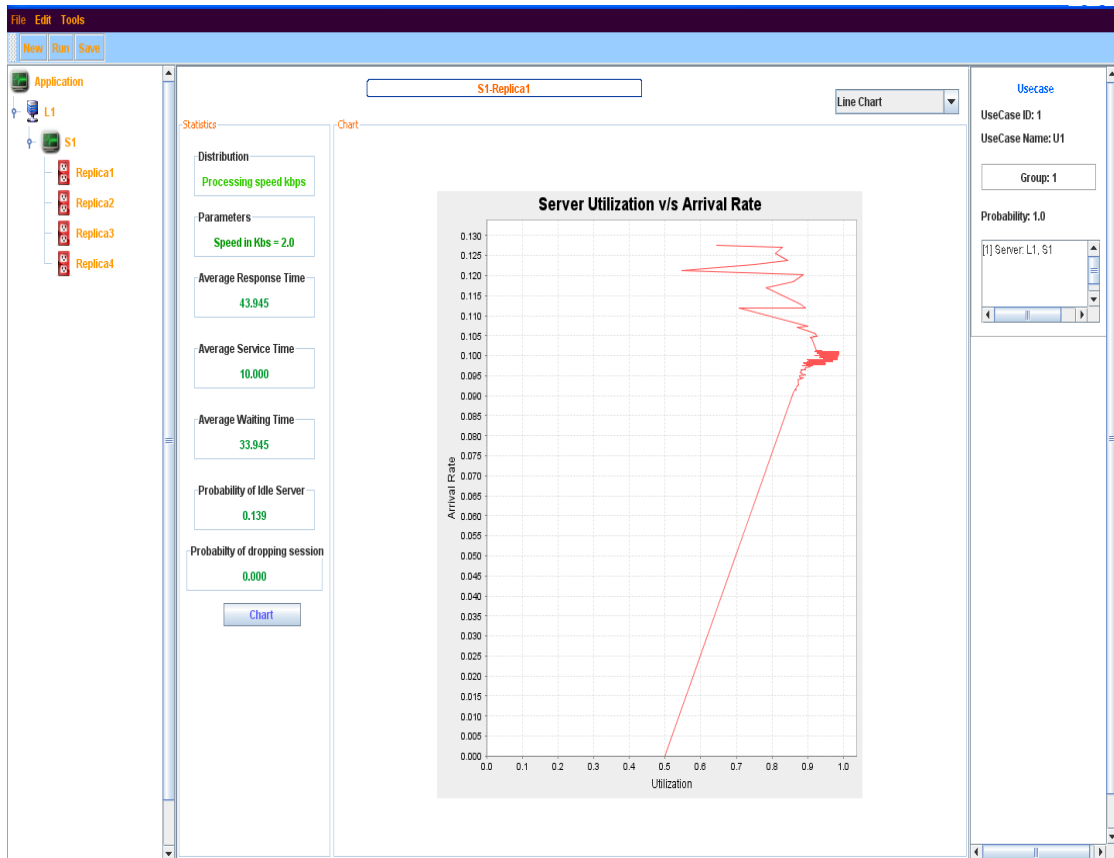 File Edit Tools
New Run Save
Application
L1
S1
Replica1
Replica2
Replica3
Replica4
S1-Replica1
Line Chart
Statistics
Distribution
Processing speed kbps
Parameters
Speed in Kbs = 2.0
Average Response Time
43.945
Average Service Time
10.000
Average Waiting Time
33.945
Probability of Idle Server
0.139
Probabilty of dropping session
0.000
Chart
Chart
Server Utilization v/s Arrival Rate
Arrival Rate
0.130
0.125
0.120
0.115
0.110
0.105
0.100
0.095
0.090
0.085
0.080
0.075
0.070
0.065
0.060
0.055
0.050
0.045
0.040
0.035
0.030
0.025
0.020
0.015
0.010
0.005
0.000
0.0 0.1 0.2 0.3 0.4 0.5 0.6 0.7 0.8 0.9 1.0
Utilization
Usecase
UseCase ID: 1
UseCase Name: U1
Group: 1
Probability: 1.0
[1] Server: L1, S1